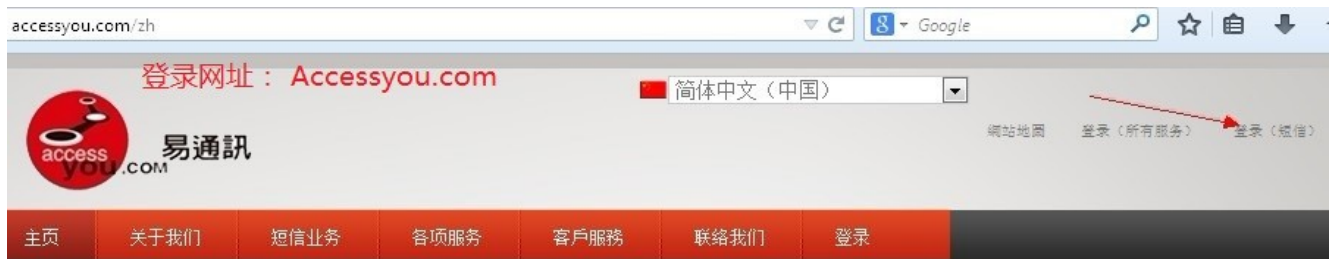 accessyou.com/zh
Google
登录网址： Accessyou.com
简体中文（中国）
網站地圖 登录（所有服务） 登录（短信）
access
you.COM 易通訊
主页 关于我们 短信业务 各项服务 客戶服務 联络我们 登录